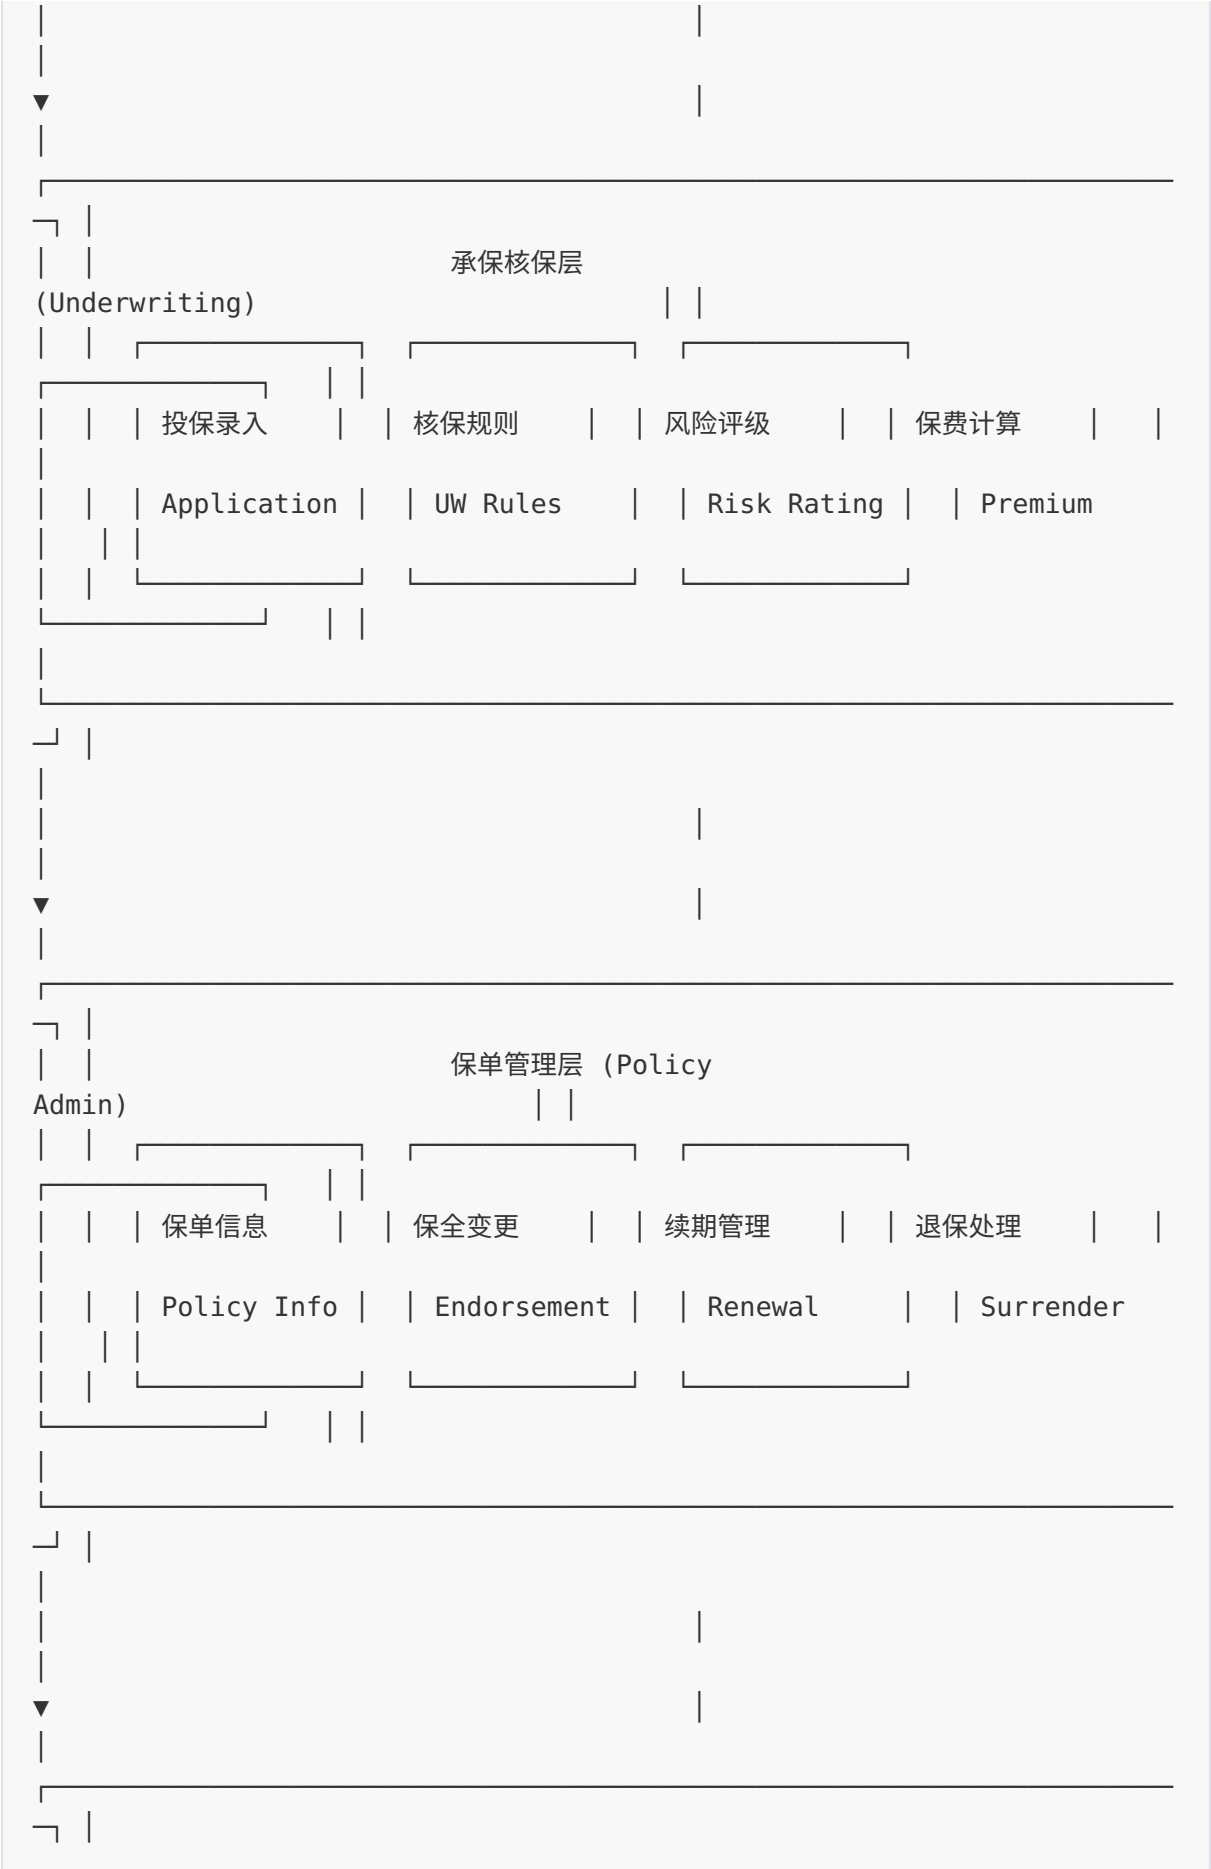 承保核保层
(Underwriting)
投保录入 核保规则 风险评级 保费计算
Application UW Rules Risk Rating Premium
保单管理层 (Policy
Admin)
保单信息 保全变更 续期管理 退保处理
Policy Info Endorsement Renewal Surrender